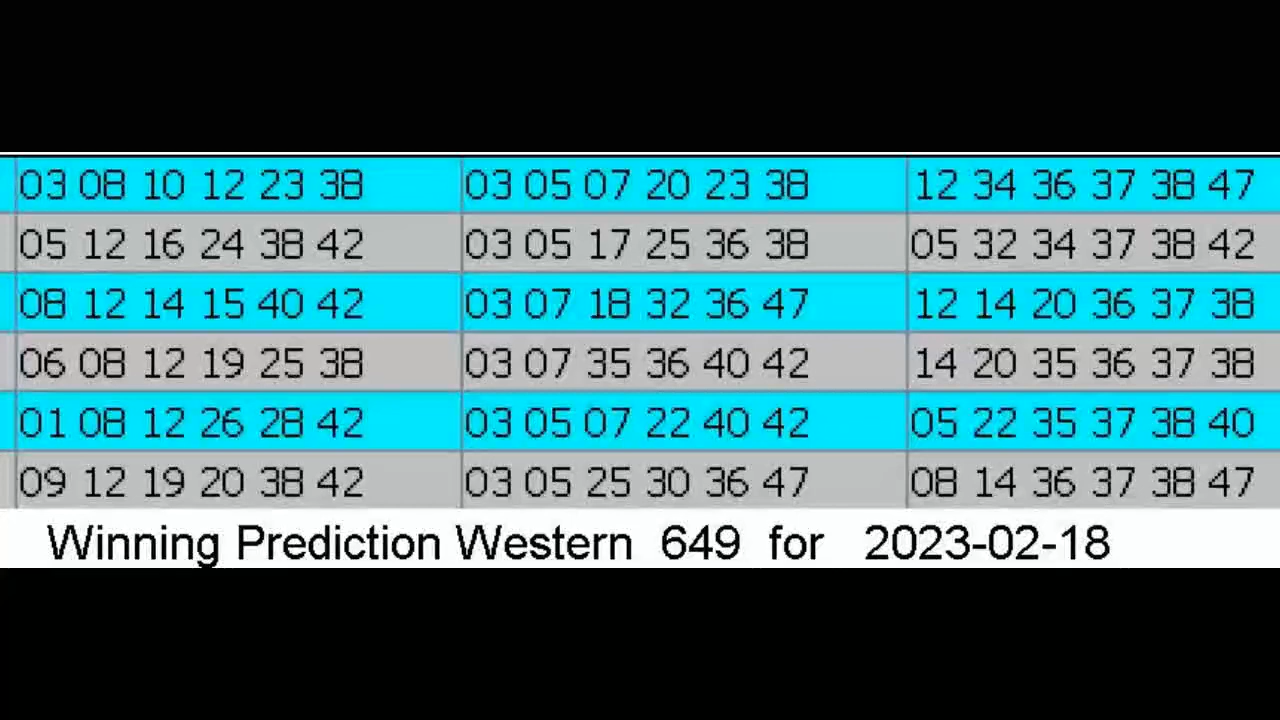 03 08 10 12 23 38 03 05 07 20 23 38 12 34 36 37 38 47
05 12 16 24 38 42 03 05 17 25 36 38 05 32 34 37 38 42
08 12 14 15 40 42 03 07 18 32 36 47 12 14 20 36 37 38
06 08 12 19 25 38 03 07 35 36 40 42 14 20 35 36 37 38
01 08 12 26 28 42 03 05 07 22 40 42 05 22 35 37 38 40
09 12 19 20 38 42 03 05 25 30 36 47 08 14 36 37 38 47
Winning Prediction Western 649 for 2023-02-18